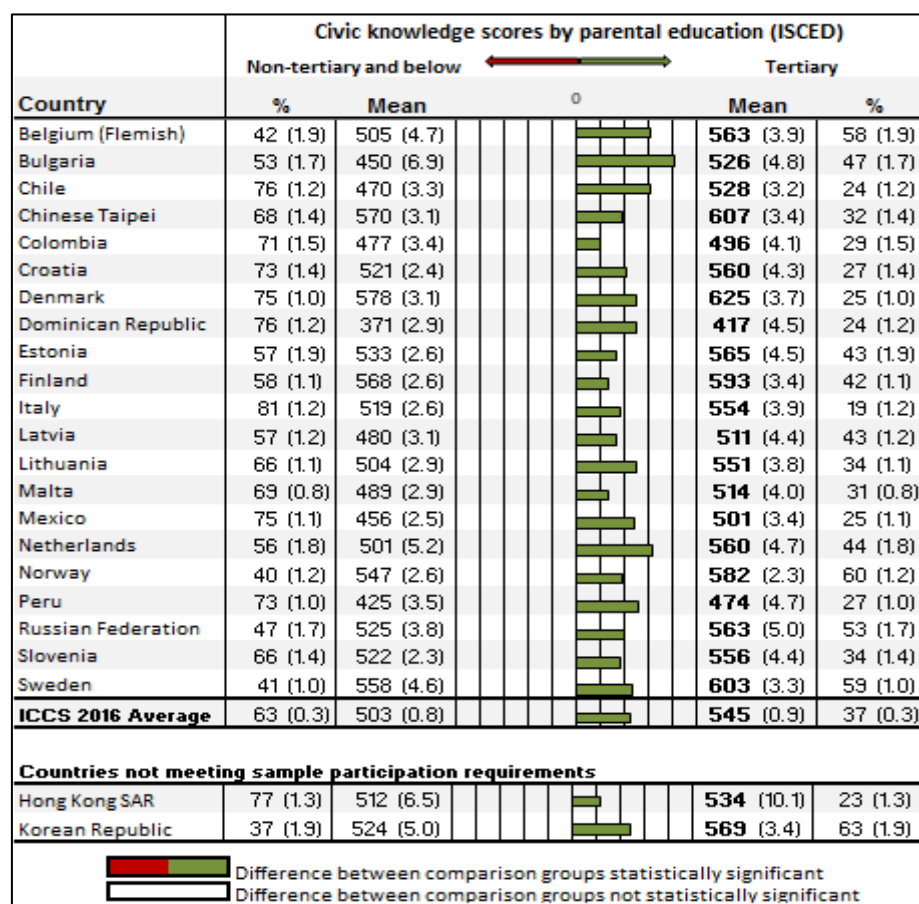 Civic knowledge scores by parental education (ISCED)
Non-tertiary and below Tertiary
Country % Mean 0 Mean %
Belgium (Flemish) 42 (1.9) 505 (4.7) 563 (3.9) 58 (1.9)
Bulgaria 53 (1.7) 450 (6.9) 526 (4.8) 47 (1.7)
Chile 76 (1.2) 470 (3.3) 528 (3.2) 24 (1.2)
Chinese Taipei 68 (1.4) 570 (3.1) 607 (3.4) 32 (1.4)
Colombia 71 (1.5) 477 (3.4) 496 (4.1) 29 (1.5)
Croatia 73 (1.4) 521 (2.4) 560 (4.3) 27 (1.4)
Denmark 75 (1.0) 578 (3.1) 625 (3.7) 25 (1.0)
Dominican Republic 76 (1.2) 371 (2.9) 417 (4.5) 24 (1.2)
Estonia 57 (1.9) 533 (2.6) 565 (4.5) 43 (1.9)
Finland 58 (1.1) 568 (2.6) 593 (3.4) 42 (1.1)
Italy 81 (1.2) 519 (2.6) 554 (3.9) 19 (1.2)
Latvia 57 (1.2) 480 (3.1) 511 (4.4) 43 (1.2)
Lithuania 66 (1.1) 504 (2.9) 551 (3.8) 34 (1.1)
Malta 69 (0.8) 489 (2.9) 514 (4.0) 31 (0.8)
Mexico 75 (1.1) 456 (2.5) 501 (3.4) 25 (1.1)
Netherlands 56 (1.8) 501 (5.2) 560 (4.7) 44 (1.8)
Norway 40 (1.2) 547 (2.6) 582 (2.3) 60 (1.2)
Peru 73 (1.0) 425 (3.5) 474 (4.7) 27 (1.0)
Russian Federation 47 (1.7) 525 (3.8) 563 (5.0) 53 (1.7)
Slovenia 66 (1.4) 522 (2.3) 556 (4.4) 34 (1.4)
Sweden 41 (1.0) 558 (4.6) 603 (3.3) 59 (1.0)
ICCS 2016 Average 63 (0.3) 503 (0.8) 545 (0.9) 37 (0.3)
Countries not meeting sample participation requirements
Hong Kong SAR 77 (1.3) 512 (6.5) 534 (10.1) 23 (1.3)
Korean Republic 37 (1.9) 524 (5.0) 569 (3.4) 63 (1.9)
Difference between comparison groups statistically significant
Difference between comparison groups not statistically significant